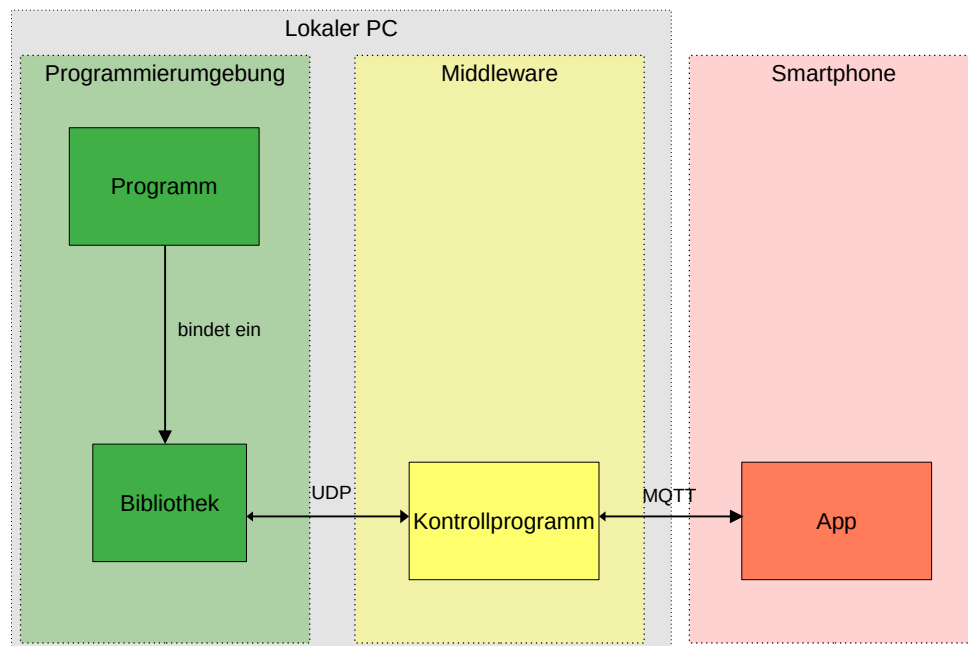 Lokaler PC
Programmierumgebung
Middleware
Smartphone
Programm
bindet ein
Bibliothek
UDP
Kontrollprogramm
MQTT
App